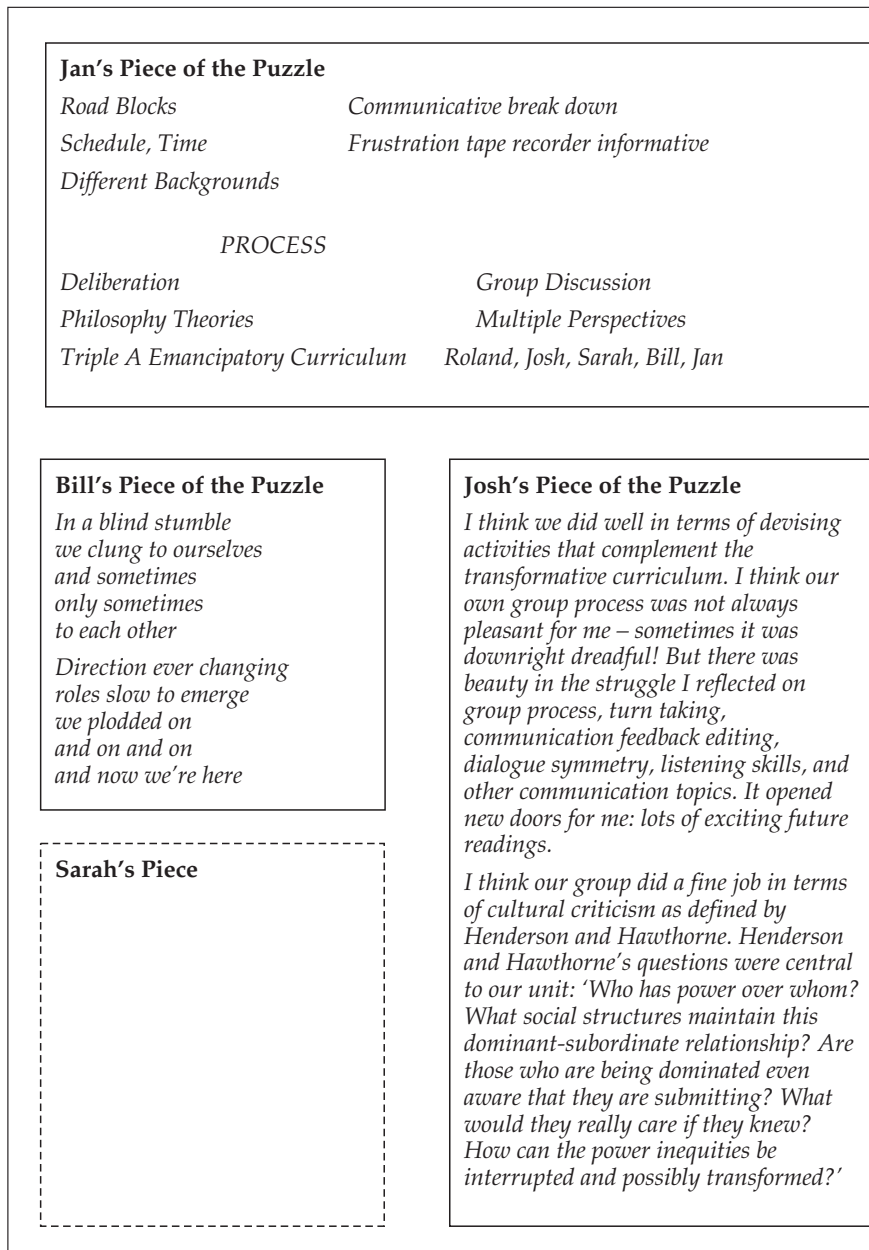 Jan’s Piece of the Puzzle
Road Blocks Communicative break down
Schedule, Time Frustration tape recorder informative
Different Backgrounds
PROCESS
Deliberation Group Discussion
Philosophy Theories Multiple Perspectives
Triple A Emancipatory Curriculum Roland, Josh, Sarah, Bill, Jan
Bill’s Piece of the Puzzle
In a blind stumble
we clung to ourselves
and sometimes
only sometimes
to each other
Direction ever changing
roles slow to emerge
we plodded on
and on and on
and now we’re here
Sarah’s Piece
Josh’s Piece of the Puzzle
I think we did well in terms of devising
activities that complement the
transformative curriculum. I think our
own group process was not always
pleasant for me – sometimes it was
downright dreadful! But there was
beauty in the struggle I reflected on
group process, turn taking,
communication feedback editing,
dialogue symmetry, listening skills, and
other communication topics. It opened
new doors for me: lots of exciting future
readings.
I think our group did a fine job in terms
of cultural criticism as defined by
Henderson and Hawthorne. Henderson
and Hawthorne’s questions were central
to our unit: ‘Who has power over whom?
What social structures maintain this
dominant-subordinate relationship? Are
those who are being dominated even
aware that they are submitting? What
would they really care if they knew?
How can the power inequities be
interrupted and possibly transformed?’